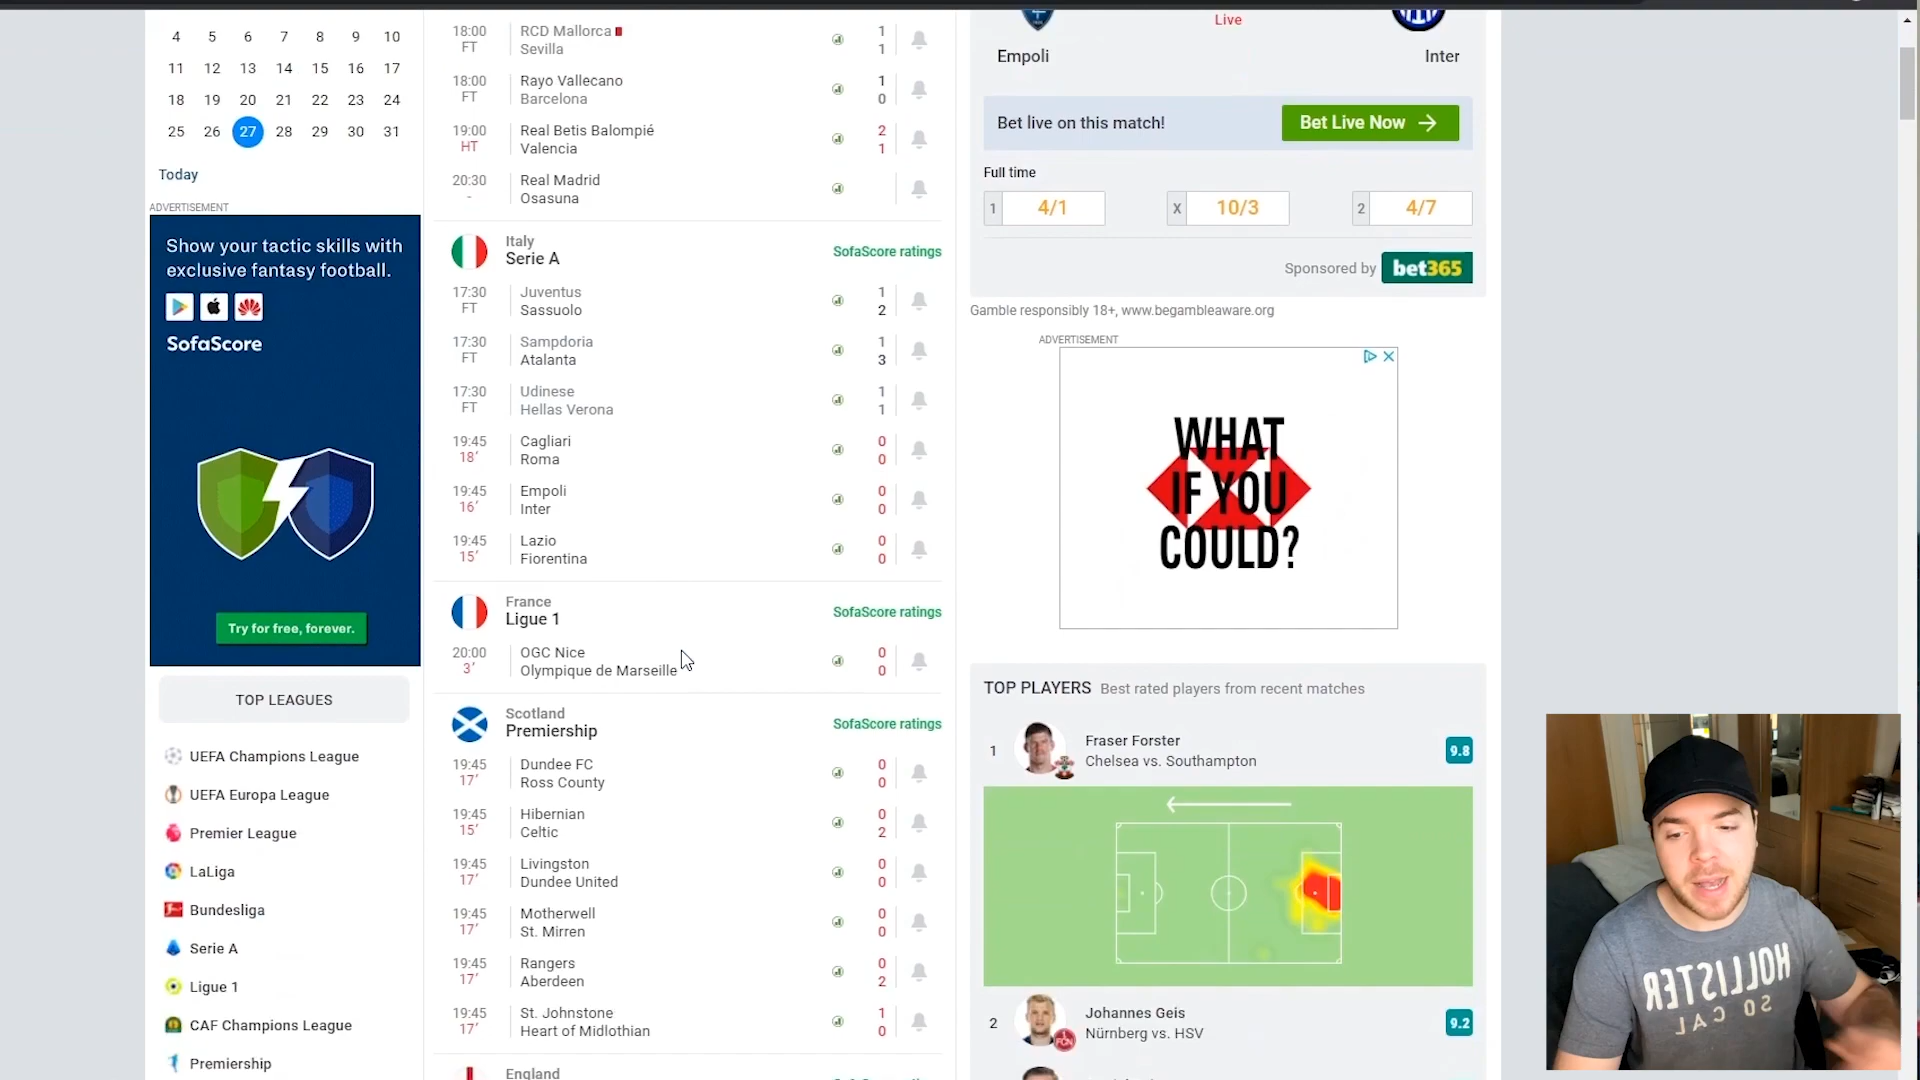 4 5 6 7 8 9 10
11 12 13 14 15 16 17
18 19 20 21 22 23 24
25 26 27 28 29 30 31
Today
ADVERTISEMENT
Show your tactic skills with
exclusive fantasy football.
SofaScore
Try for free, forever.
TOP LEAGUES
UEFA Champions League
UEFA Europa League
Premier League
LaLiga
Bundesliga
Serie A
Ligue 1
CAF Champions League
Premiership
18:00 RCD Mallorca 1
FT Sevilla 1
18:00 Rayo Vallecano 1
FT Barcelona 0
19:00 Real Betis Balompié 2
HT Valencia 1
20:30 Real Madrid
- Osasuna
Italy
Serie A SofaScore ratings
17:30 Juventus 1
FT Sassuolo 2
17:30 Sampdoria 1
FT Atalanta 3
17:30 Udinese 1
FT Hellas Verona 1
19:45 Cagliari 0
18' Roma 0
19:45 Empoli 0
16' Inter 0
19:45 Lazio 0
15' Fiorentina 0
France
Ligue 1 SofaScore ratings
20:00 OGC Nice 0
3' Olympique de Marseille 0
Scotland
Premiership SofaScore ratings
19:45 Dundee FC 0
17' Ross County 0
19:45 Hibernian 0
15' Celtic 2
19:45 Livingston 0
17' Dundee United 0
19:45 Motherwell 0
17' St. Mirren 0
19:45 Rangers 0
17' Aberdeen 2
19:45 St. Johnstone 1
17' Heart of Midlothian 0
England
Live
Empoli Inter
Bet live on this match! Bet Live Now
Full time
1 4/1 X 10/3 2 4/7
Sponsored by bet365
Gamble responsibly 18+, www.begambleaware.org
ADVERTISEMENT
WHAT
IF YOU
COULD?
TOP PLAYERS Best rated players from recent matches
1 Fraser Forster 9.8
Chelsea vs. Southampton
2 Johannes Geis 9.2
Nürnberg vs. HSV
FCN
HOLLISTER
SO CAL